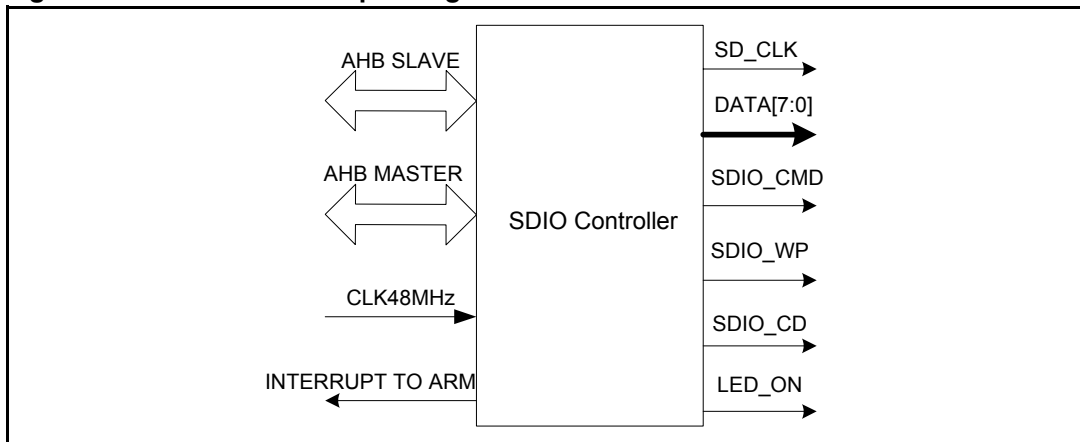 AHB SLAVE
AHB MASTER
CLK48MHz
INTERRUPT TO ARM
SDIO Controller
SD_CLK
DATA[7:0]
SDIO_CMD
SDIO_WP
SDIO_CD
LED_ON